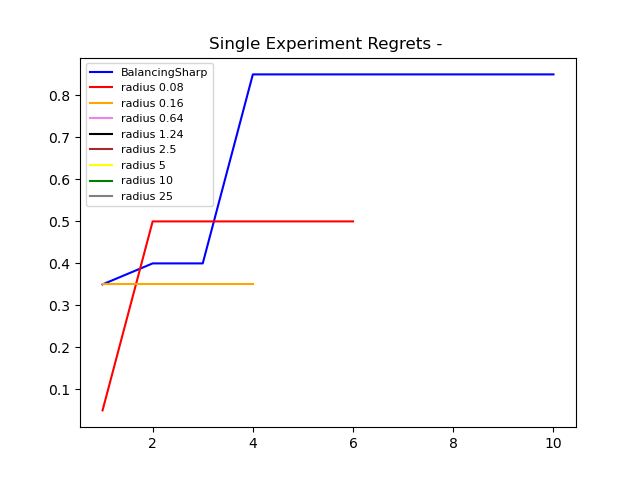 Single Experiment Regrets -
BalancingSharp
radius 0.08
radius 0.16
radius 0.64
radius 1.24
radius 2.5
radius 5
radius 10
radius 25
0.8
0.7
0.6
0.5
0.4
0.3
0.2
0.1
2 4 6 8 10